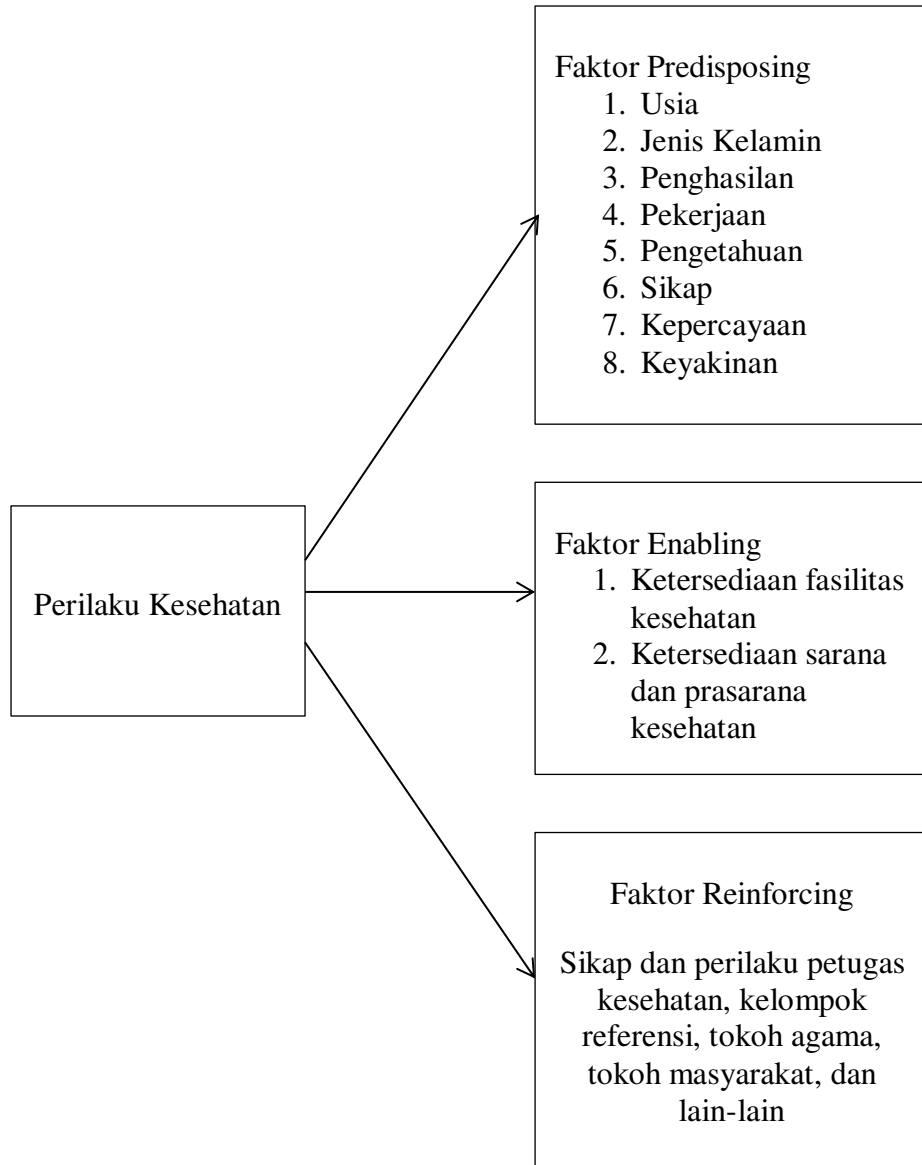 Faktor Predisposing
1. Usia
2. Jenis Kelamin
3. Penghasilan
4. Pekerjaan
5. Pengetahuan
6. Sikap
7. Kepercayaan
8. Keyakinan
Perilaku Kesehatan
Faktor Enabling
1. Ketersediaan fasilitas
kesehatan
2. Ketersediaan sarana
dan prasarana
kesehatan
Faktor Reinforcing
Sikap dan perilaku petugas
kesehatan, kelompok
referensi, tokoh agama,
tokoh masyarakat, dan
lain-lain